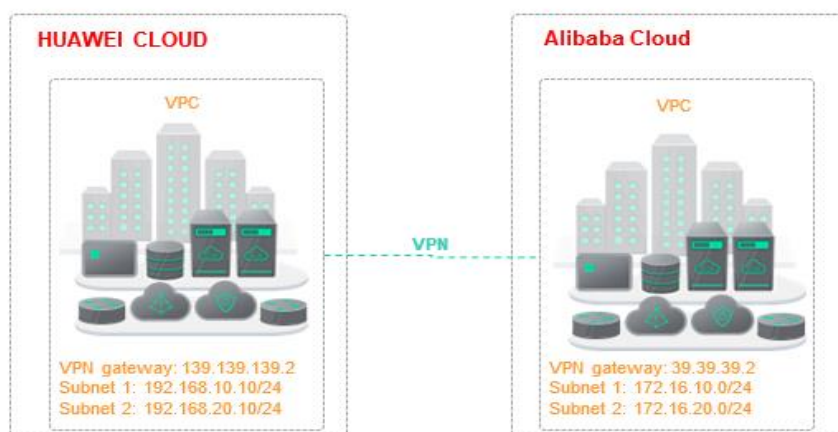 HUAWEI CLOUD
VPC
VPN gateway: 139.139.139.2
Subnet 1: 192.168.10.10/24
Subnet 2: 192.168.20.10/24
VPN
Alibaba Cloud
VPC
VPN gateway: 39.39.39.2
Subnet 1: 172.16.10.0/24
Subnet 2: 172.16.20.0/24